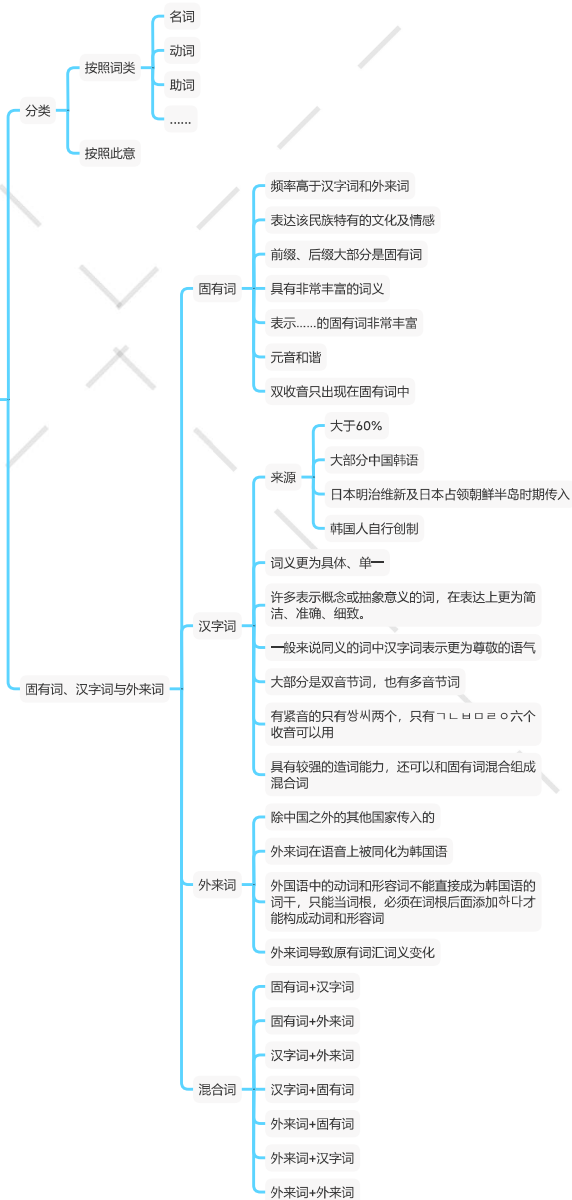 名词
动词
按照词类
助词
分类
......
按照此意
频率高于汉字词和外来词
表达该民族特有的文化及情感
前缀、后缀大部分是固有词
固有词
具有非常丰富的词义
表示......的固有词非常丰富
元音和谐
双收音只出现在固有词中
大于60%
大部分中国韩语
来源
日本明治维新及日本占领朝鲜半岛时期传入
韩国人自行创制
词义更为具体、单一
许多表示概念或抽象意义的词，在表达上更为简
洁、准确、细致。
汉字词
一般来说同义的词中汉字词表示更为尊敬的语气
大部分是双音节词，也有多音节词
固有词、汉字词与外来词
有紧音的只有쌍씨两个，只有ㄱㄴㅂㅁㄹㅇ六个
收音可以用
具有较强的造词能力，还可以和固有词混合组成
混合词
除中国之外的其他国家传入的
外来词在语音上被同化为韩国语
外来词
外国语中的动词和形容词不能直接成为韩国语的
词干，只能当词根，必须在词根后面添加하다才
能构成动词和形容词
外来词导致原有词汇词义变化
固有词+汉字词
固有词+外来词
汉字词+外来词
混合词
汉字词+固有词
外来词+固有词
外来词+汉字词
外来词+外来词